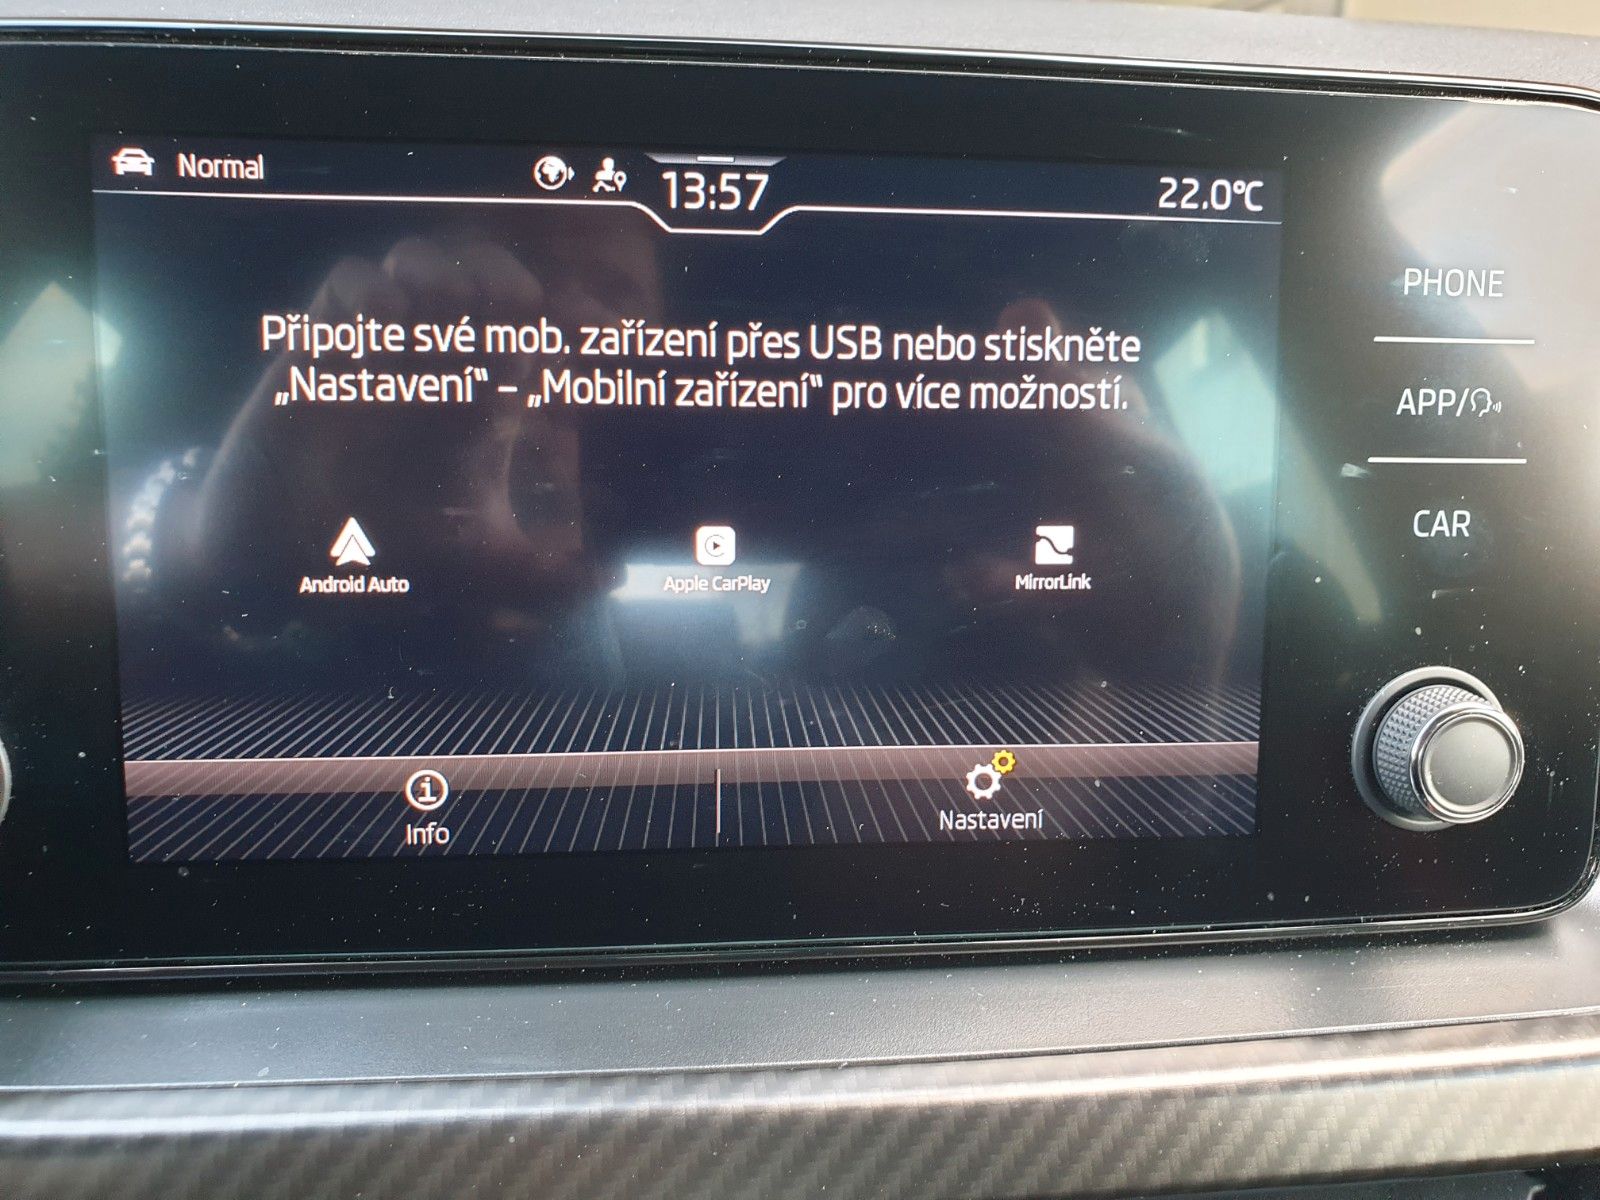 Normal
13:57
22.0°C
Připojte své mob. zařízení přes USB nebo stiskněte
„Nastavení“ – „Mobilní zařízení“ pro více možností.
Android Auto
Apple CarPlay
MirrorLink
Info
Nastavení
PHONE
APP/
CAR